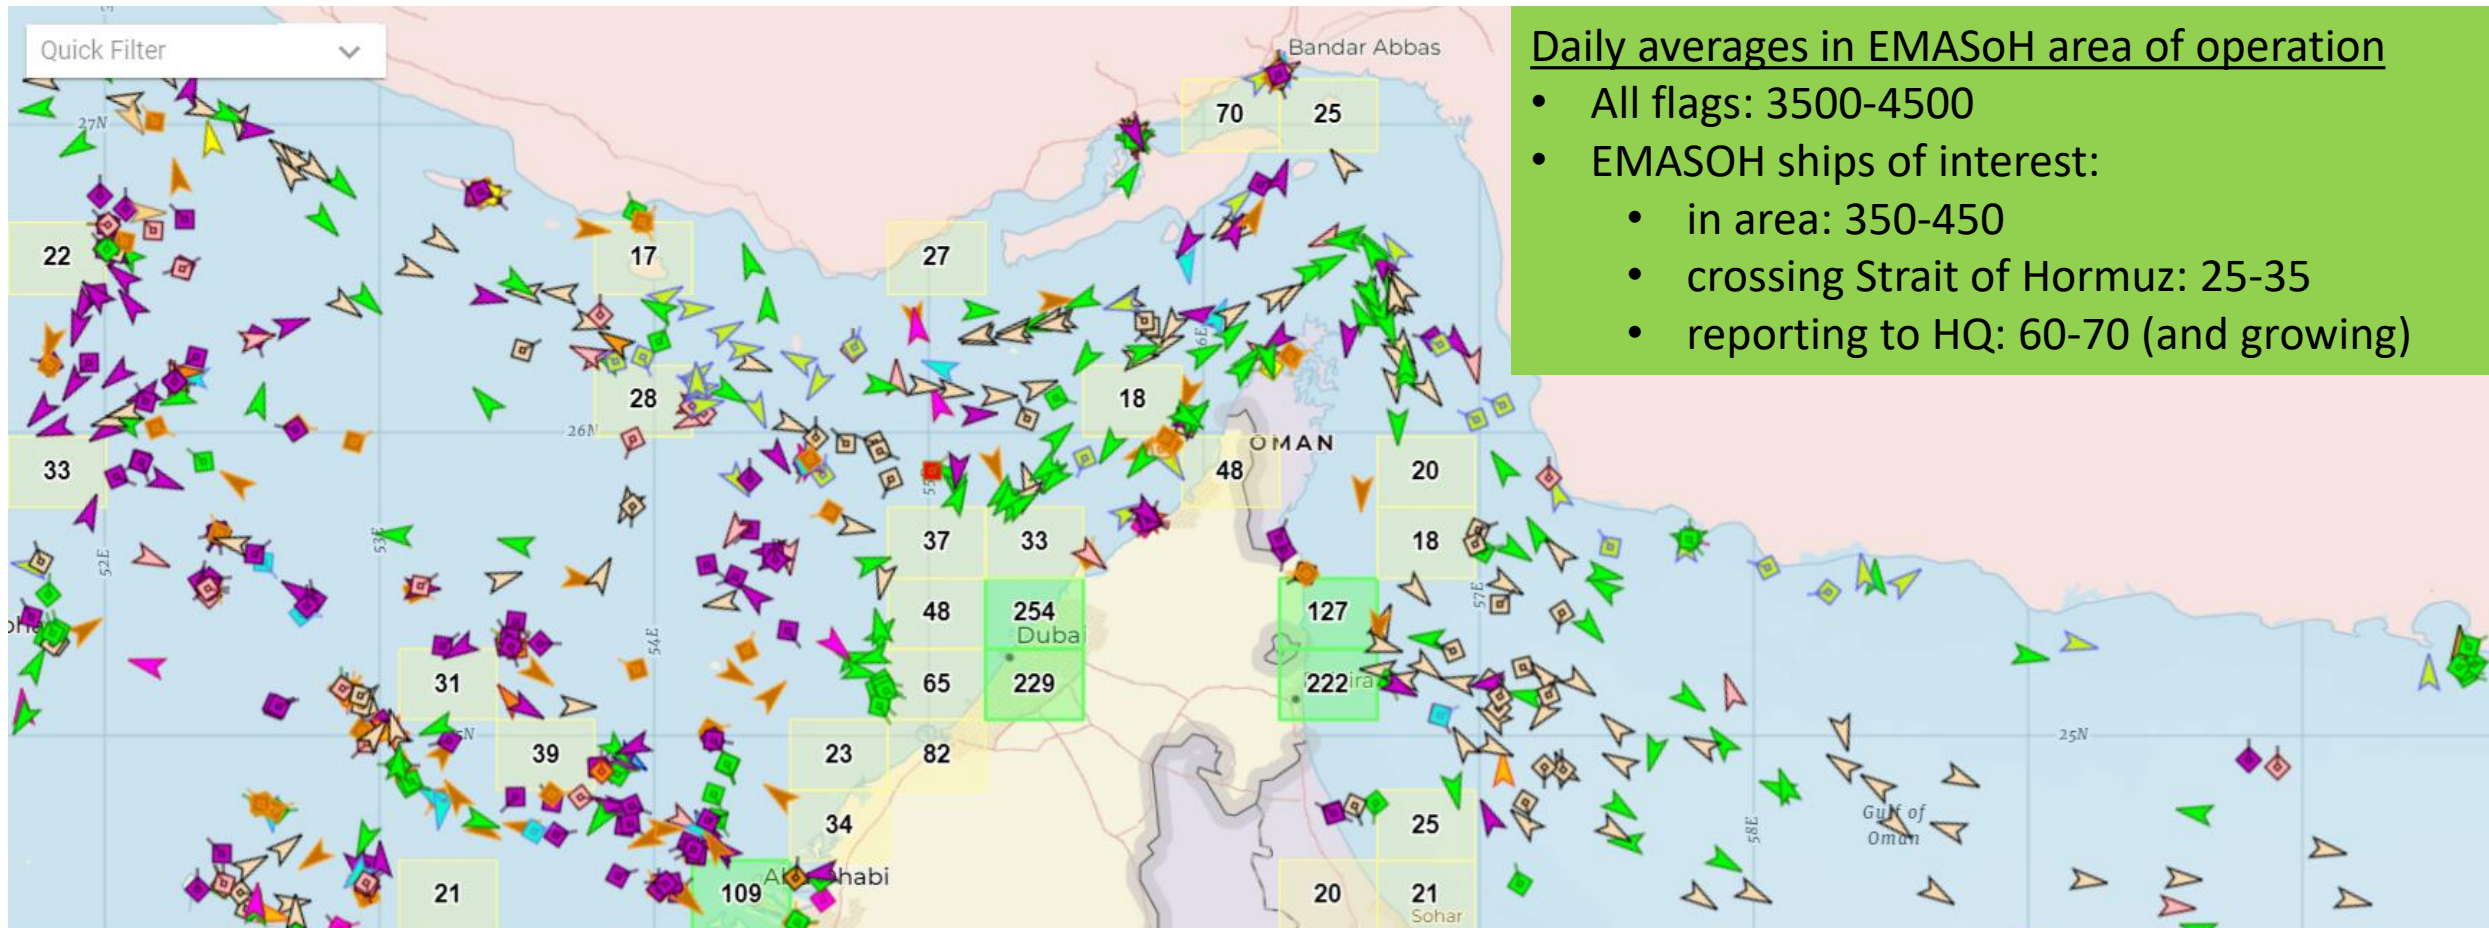 Quick Filter
Bandar Abbas
Daily averages in EMASoH area of operation
• All flags: 3500-4500
• EMASOH ships of interest:
• in area: 350-450
• crossing Strait of Hormuz: 25-35
• reporting to HQ: 60-70 (and growing)
70 25
27N
22 17 27
28 18
26N
OMAN
33 48 20
53E
52E
37 33 18
57E
48 254 127
Dubai
54E
31 65 229 222
25N
39 23 82
34 25
Gulf of
Oman
58E
21 109 20 21
Sohar